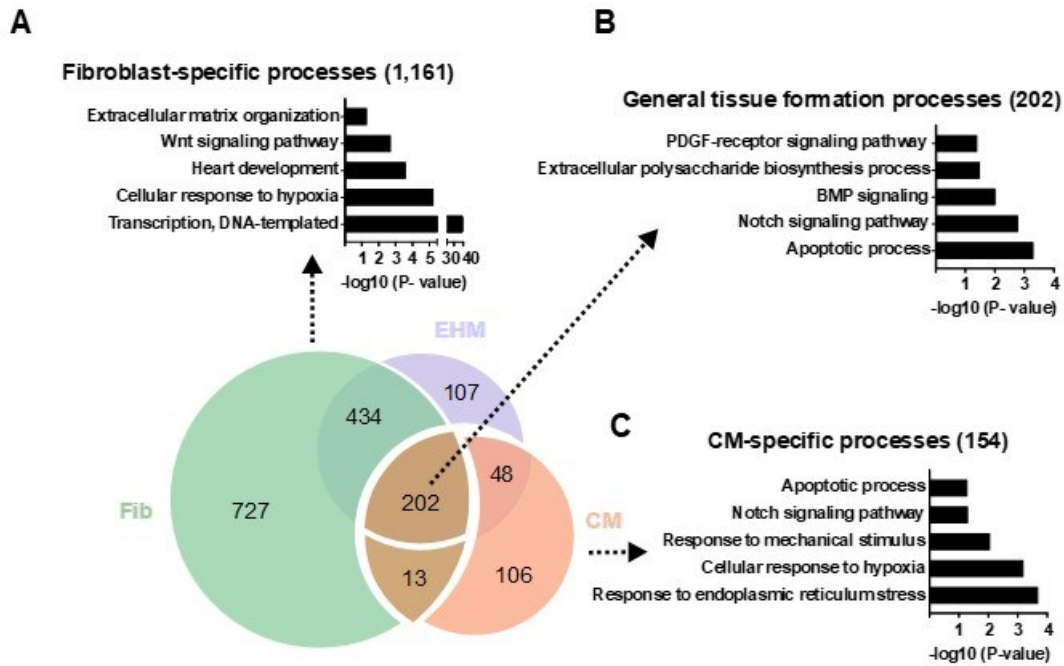 A
Fibroblast-specific processes (1,161)
Extracellular matrix organization
Wnt signaling pathway
Heart development
Cellular response to hypoxia
Transcription, DNA-templated
1 2 3 4 5 30 40
-log10 (P- value)
B
General tissue formation processes (202)
PDGF-receptor signaling pathway
Extracellular polysaccharide biosynthesis process
BMP signaling
Notch signaling pathway
Apoptotic process
1 2 3 4
-log10 (P- value)
EHM
107
434
48
Fib
727
202
CM
13
106
C
CM-specific processes (154)
Apoptotic process
Notch signaling pathway
Response to mechanical stimulus
Cellular response to hypoxia
Response to endoplasmic reticulum stress
1 2 3 4
-log10 (P-value)